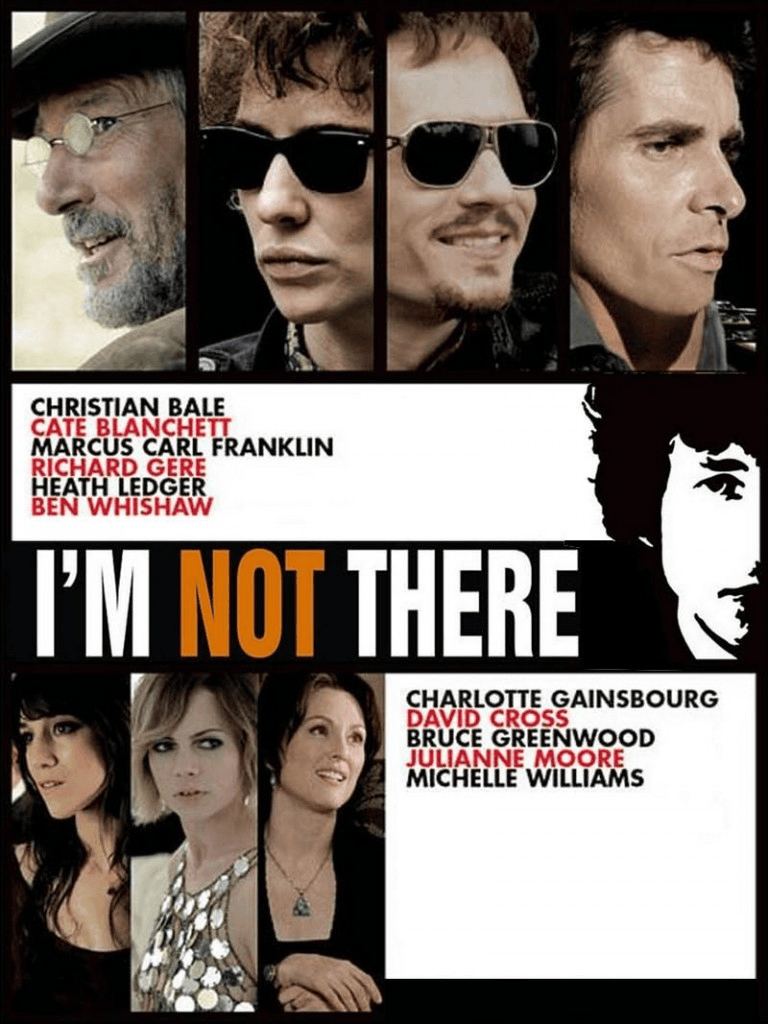 CHRISTIAN BALE
CATE BLANCHETT
MARCUS CARL FRANKLIN
RICHARD GERE
HEATH LEDGER
BEN WHISHAW
I'M NOT THERE
CHARLOTTE GAINSBOURG
DAVID CROSS
BRUCE GREENWOOD
JULIANNE MOORE
MICHELLE WILLIAMS